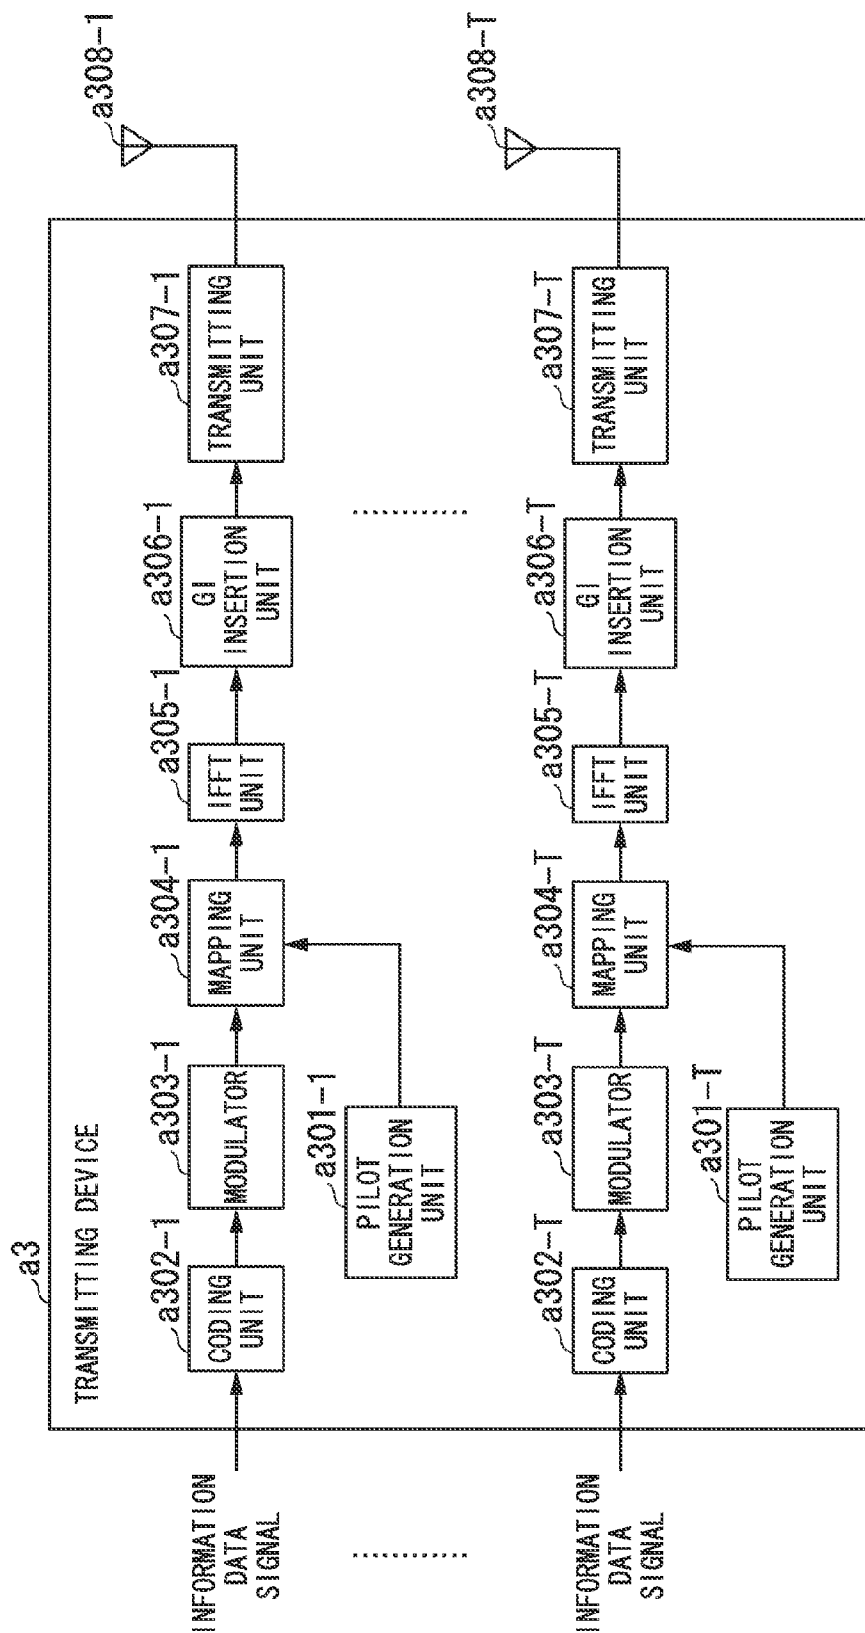 a3
TRANSMITTING DEVICE
INFORMATION
DATA
SIGNAL
a302-1
CODING
UNIT
a303-1
MODULATOR
a304-1
MAPPING
UNIT
a305-1
IFFT
UNIT
a306-1
GI
INSERTION
UNIT
a307-1
TRANSMITTING
UNIT
a308-1
a301-1
PILOT
GENERATION
UNIT
INFORMATION
DATA
SIGNAL
a302-T
CODING
UNIT
a303-T
MODULATOR
a304-T
MAPPING
UNIT
a305-T
IFFT
UNIT
a306-T
GI
INSERTION
UNIT
a307-T
TRANSMITTING
UNIT
a308-T
a301-T
PILOT
GENERATION
UNIT